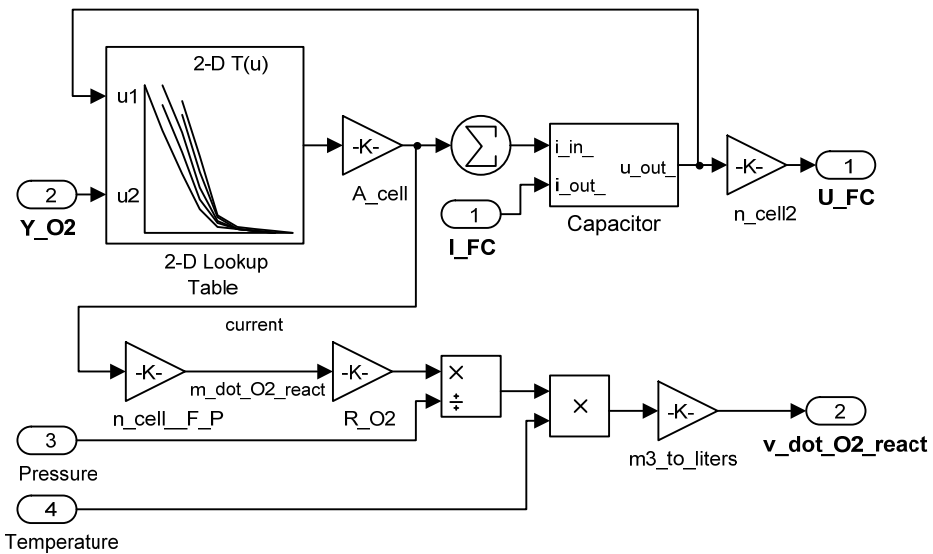 2-D T(u)
u1
u2
2
Y_O2
2-D Lookup
Table
-K-
A_cell
Σ
i_in_
i_out_
u_out_
Capacitor
1
I_FC
-K-
n_cell2
1
U_FC
current
-K-
n_cell__F_P
m_dot_O2_react
-K-
R_O2
×
÷
×
-K-
m3_to_liters
2
v_dot_O2_react
3
Pressure
4
Temperature